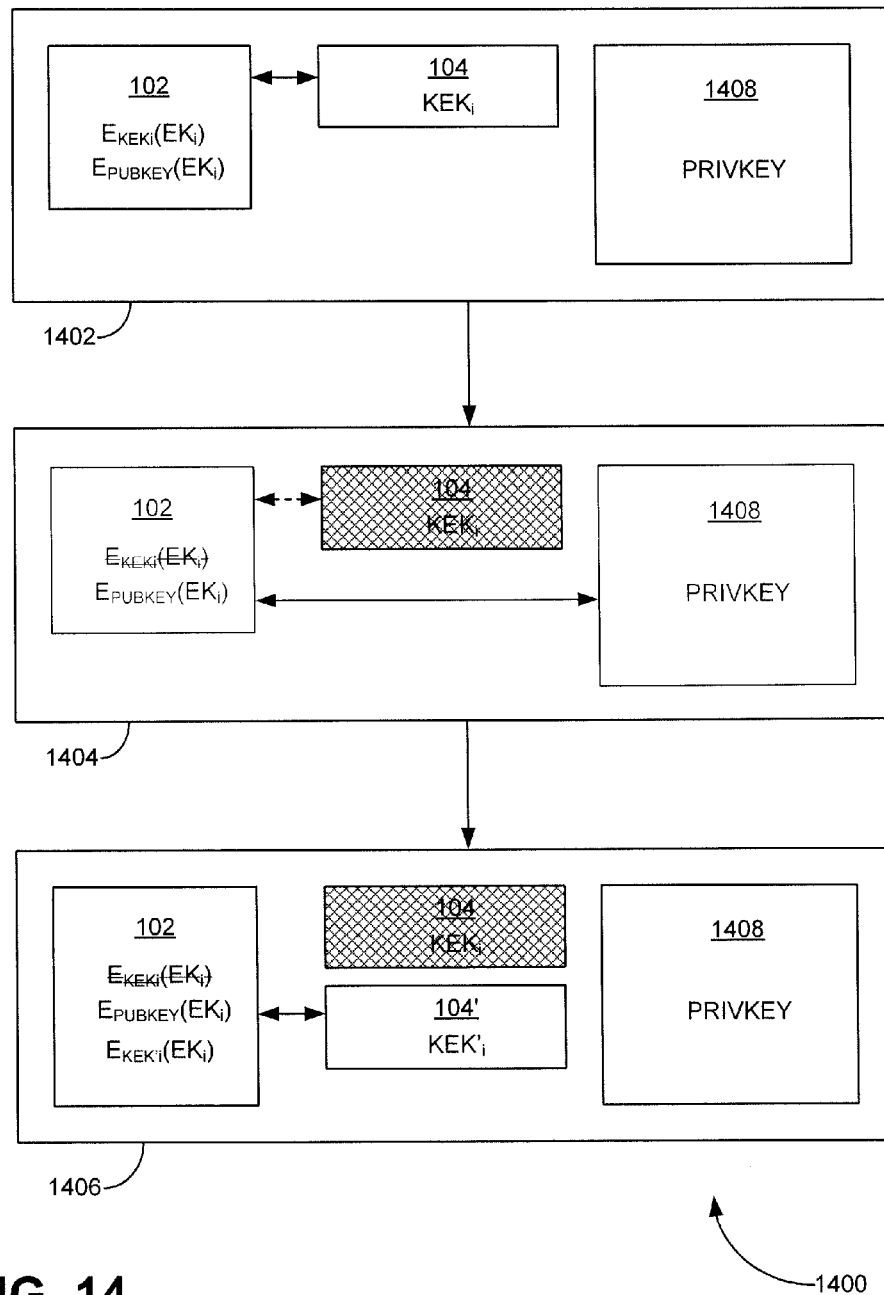 102
E_KEKi(EK_i)
E_PUBKEY(EK_i)
104
KEK_i
1408
PRIVKEY
1402
102
E_KEKi(EK_i)
E_PUBKEY(EK_i)
104
KEK_i
1408
PRIVKEY
1404
102
E_KEKi(EK_i)
E_PUBKEY(EK_i)
E_KEK'i(EK_i)
104
KEK_i
104'
KEK'_i
1408
PRIVKEY
1406
1400
14